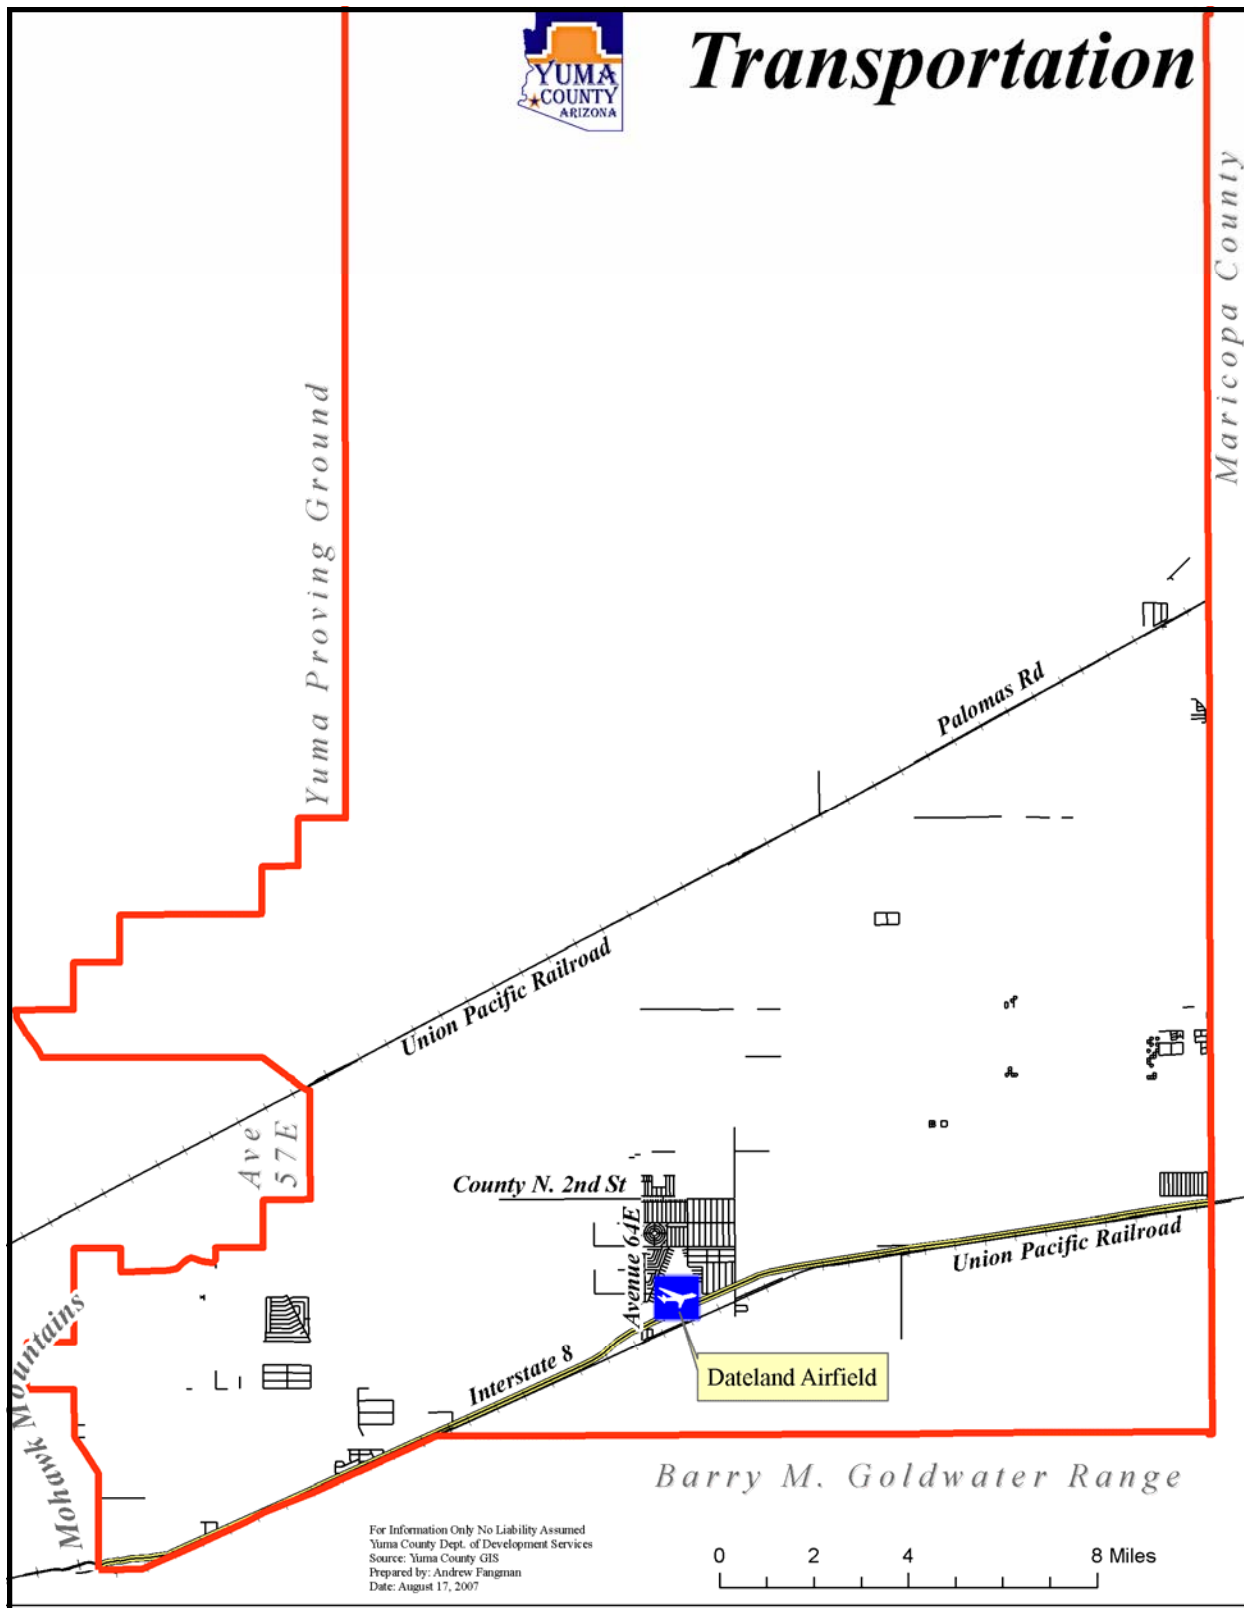 Transportation
YUMA
COUNTY
ARIZONA
Maricopa County
Yuma Proving Ground
Palomas Rd
Union Pacific Railroad
Ave
57E
County N. 2nd St
Avenue 64E
Union Pacific Railroad
Mohawk Mountains
Interstate 8
Dateland Airfield
Barry M. Goldwater Range
For Information Only No Liability Assumed
Yuma County Dept. of Development Services
Source: Yuma County GIS
Prepared by: Andrew Fangman
Date: August 17, 2007
0 2 4 8 Miles